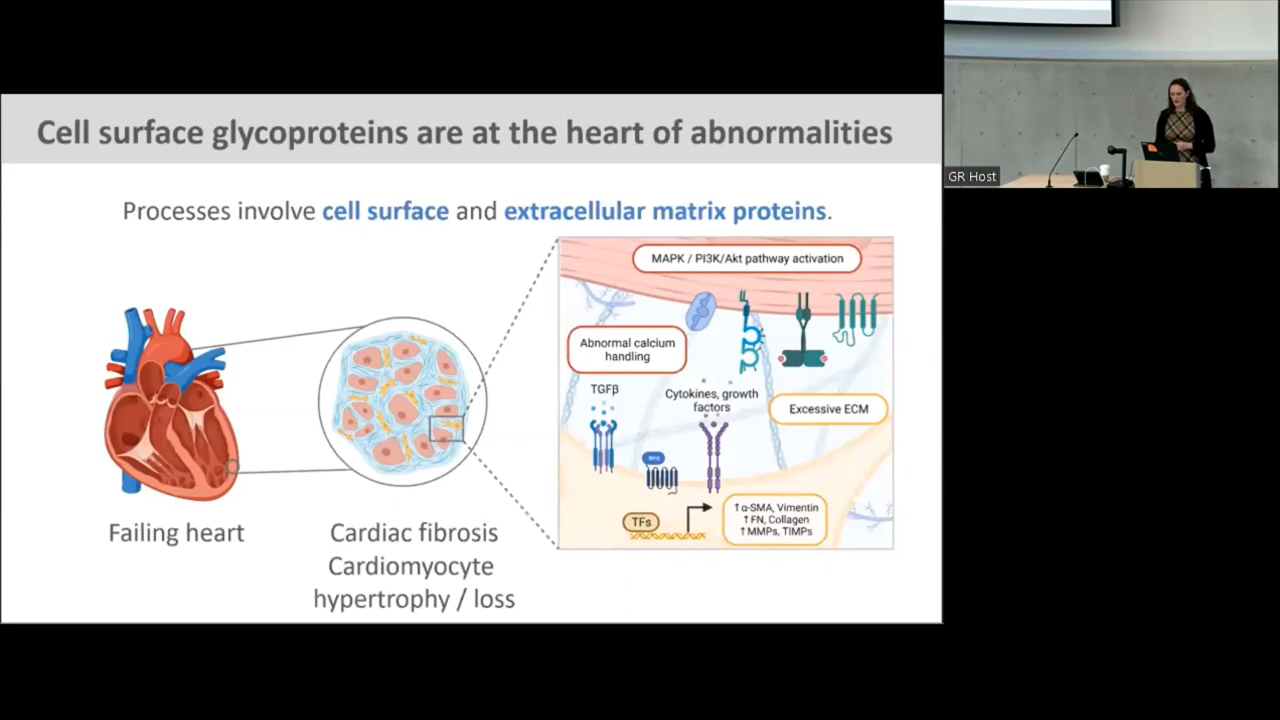 Cell surface glycoproteins are at the heart of abnormalities
Processes involve cell surface and extracellular matrix proteins.
MAPK / PI3K/Akt pathway activation
Abnormal calcium
handling
TGFβ
Cytokines, growth
factors
Excessive ECM
Wnt
TFs
↑α-SMA, Vimentin
↑FN, Collagen
↑MMPs, TIMPs
Failing heart
Cardiac fibrosis
Cardiomyocyte
hypertrophy / loss
GR Host